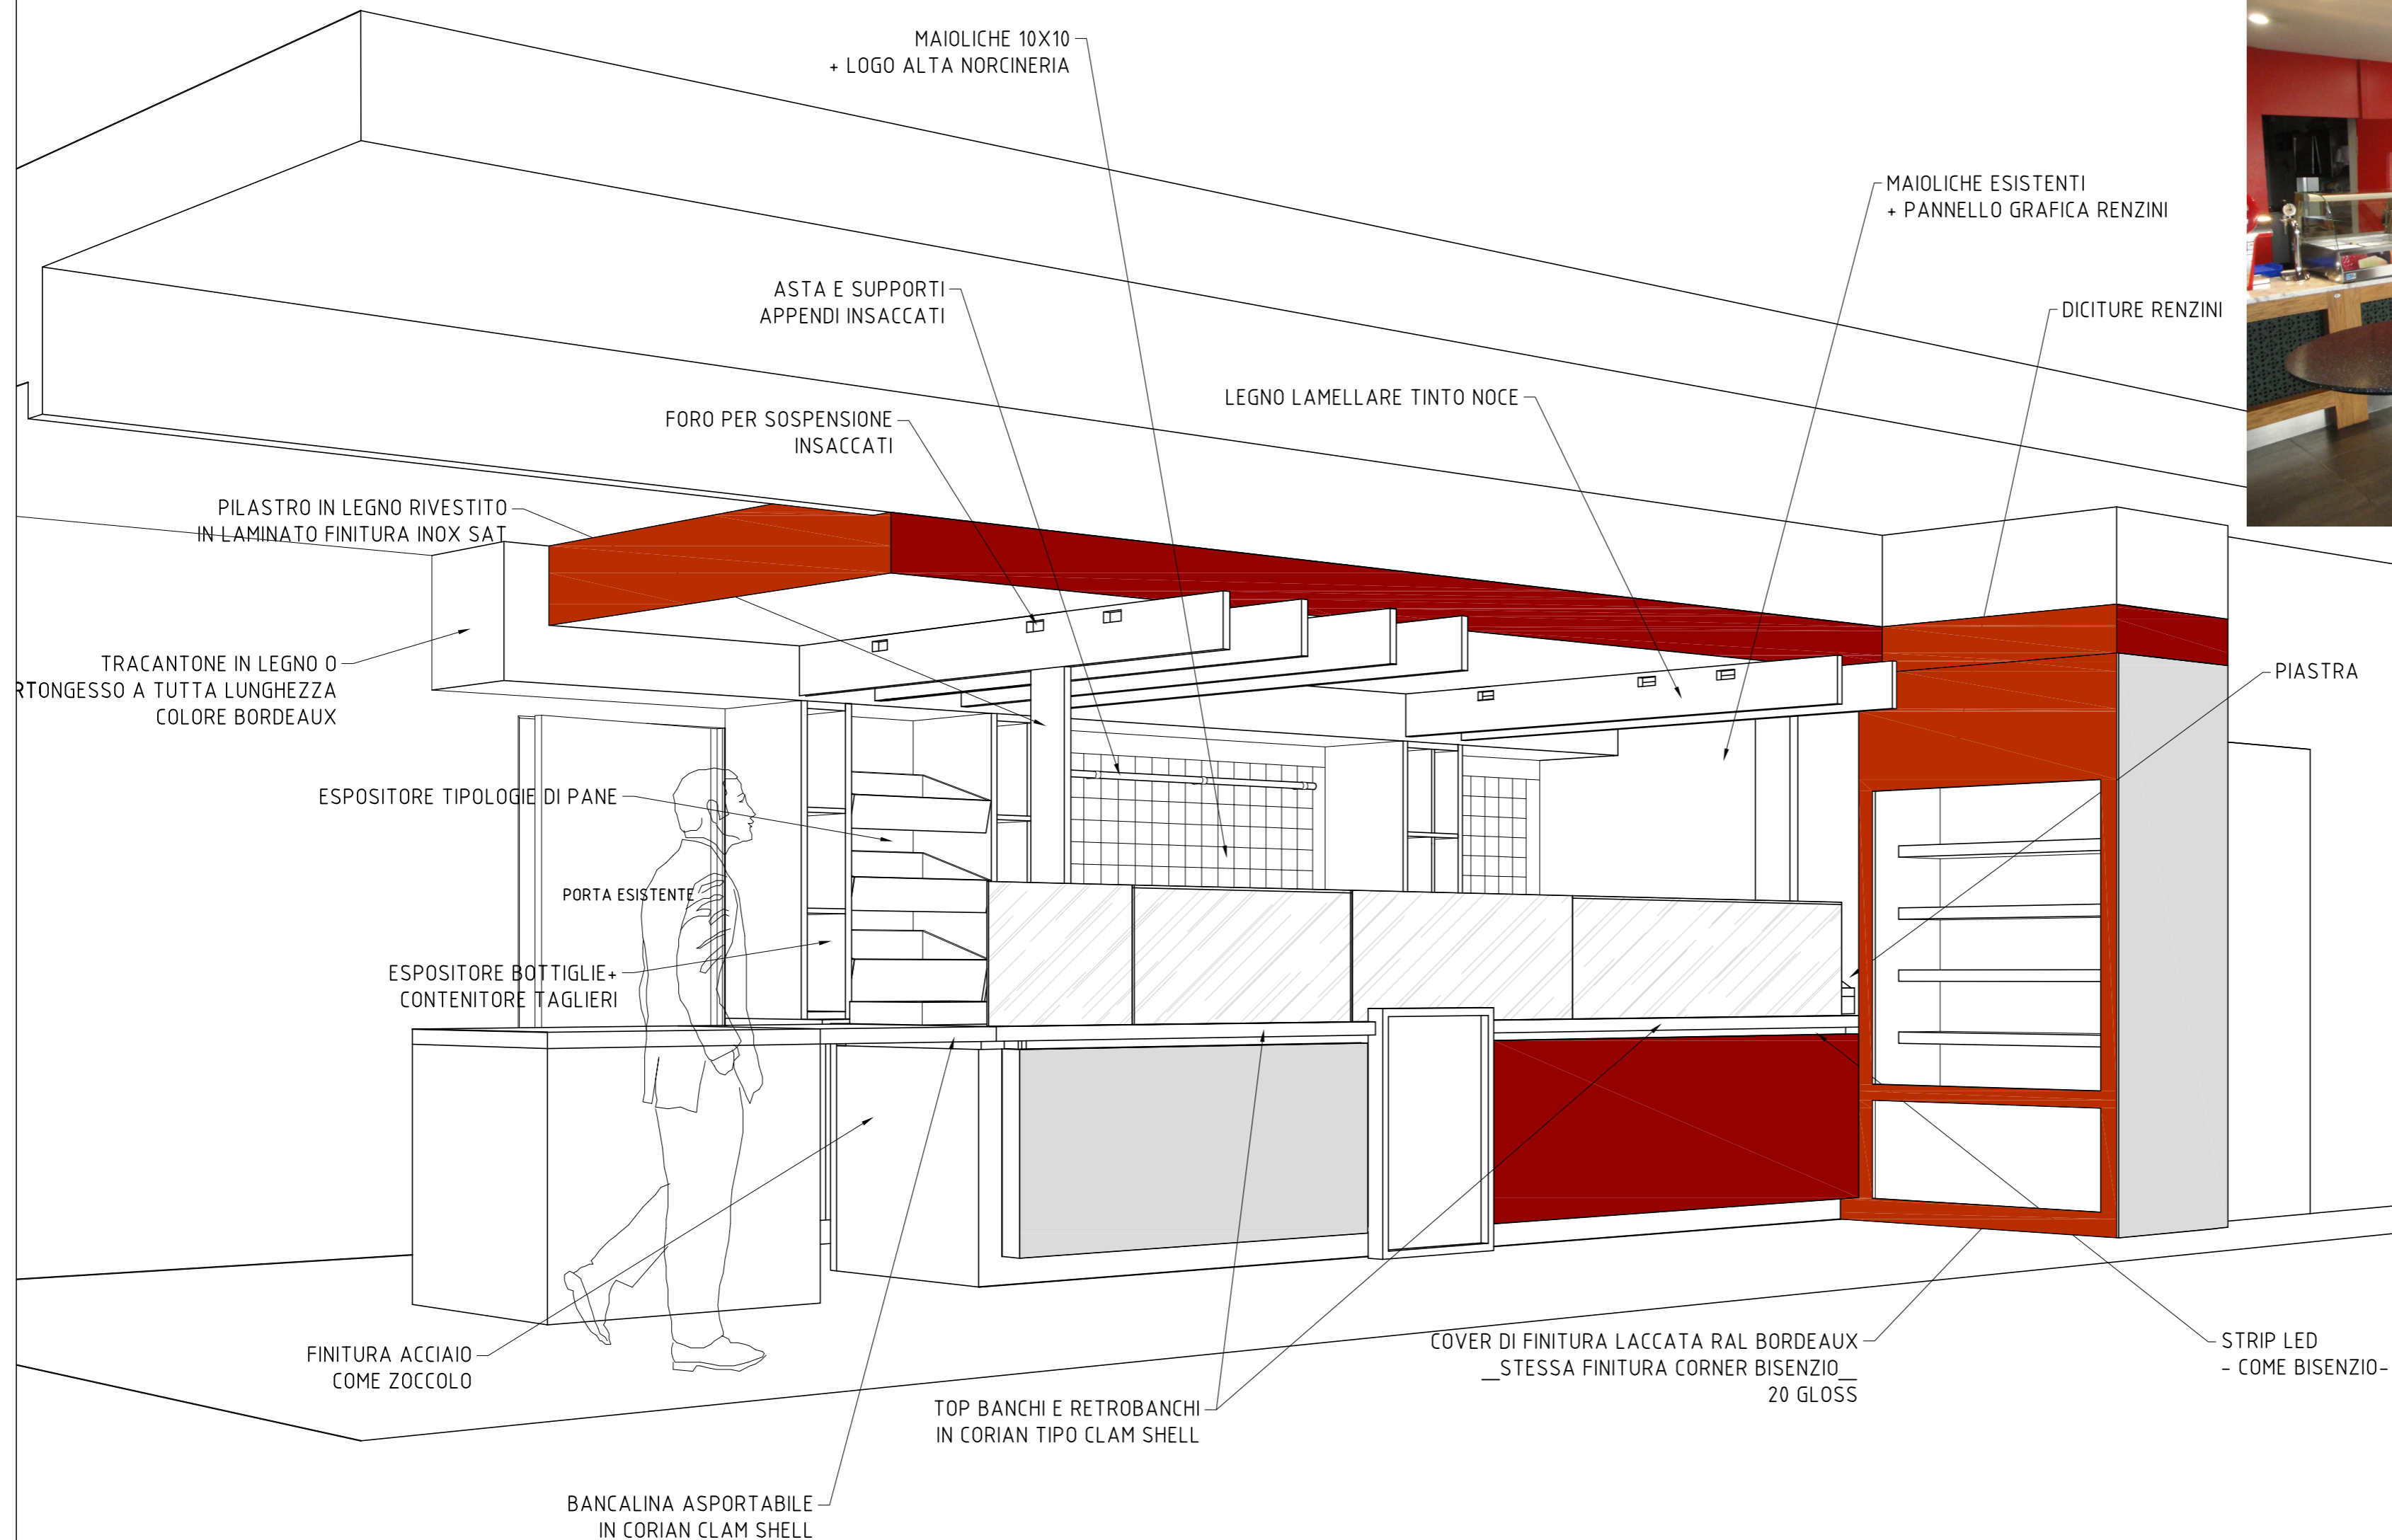 MAIOLICHE 10X10
+ LOGO ALTA NORCINERIA
MAIOLICHE ESISTENTI
+ PANNELLO GRAFICA RENZINI
ASTA E SUPPORTI
APPENDI INSACCATI
DICITURE RENZINI
LEGNO LAMELLARE TINTO NOCE
FORO PER SOSPENSIONE
INSACCATI
PILASTRO IN LEGNO RIVESTITO
IN LAMINATO FINITURA INOX SAT
TRACANTONE IN LEGNO O
RTONGESSO A TUTTA LUNGHEZZA
COLORE BORDEAUX
PIASTRA
ESPOSITORE TIPOLOGIE DI PANE
PORTA ESISTENTE
ESPOSITORE BOTTIGLIE+
CONTENITORE TAGLIERI
FINITURA ACCIAIO
COME ZOCCOLO
COVER DI FINITURA LACCATA RAL BORDEAUX
__STESSA FINITURA CORNER BISENZIO__
20 GLOSS
STRIP LED
- COME BISENZIO-
TOP BANCHI E RETROBANCHI
IN CORIAN TIPO CLAM SHELL
BANCALINA ASPORTABILE
IN CORIAN CLAM SHELL